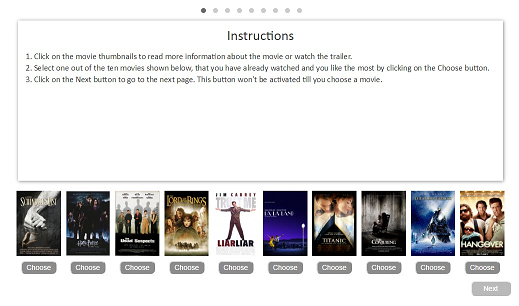 Instructions
1. Click on the movie thumbnails to read more information about the movie or watch the trailer.
2. Select one out of the ten movies shown below, that you have already watched and you like the most by clicking on the Choose button.
3. Click on the Next button to go to the next page. This button won't be activated till you choose a movie.
Harry Potter
The Usual Suspects
THE LORD OF THE RINGS
JIM CARREY
LIAR LIAR
LA LA LAND
TITANIC
THE CONJURING
HANGOVER
Choose Choose Choose Choose Choose Choose Choose Choose Choose Choose
Next